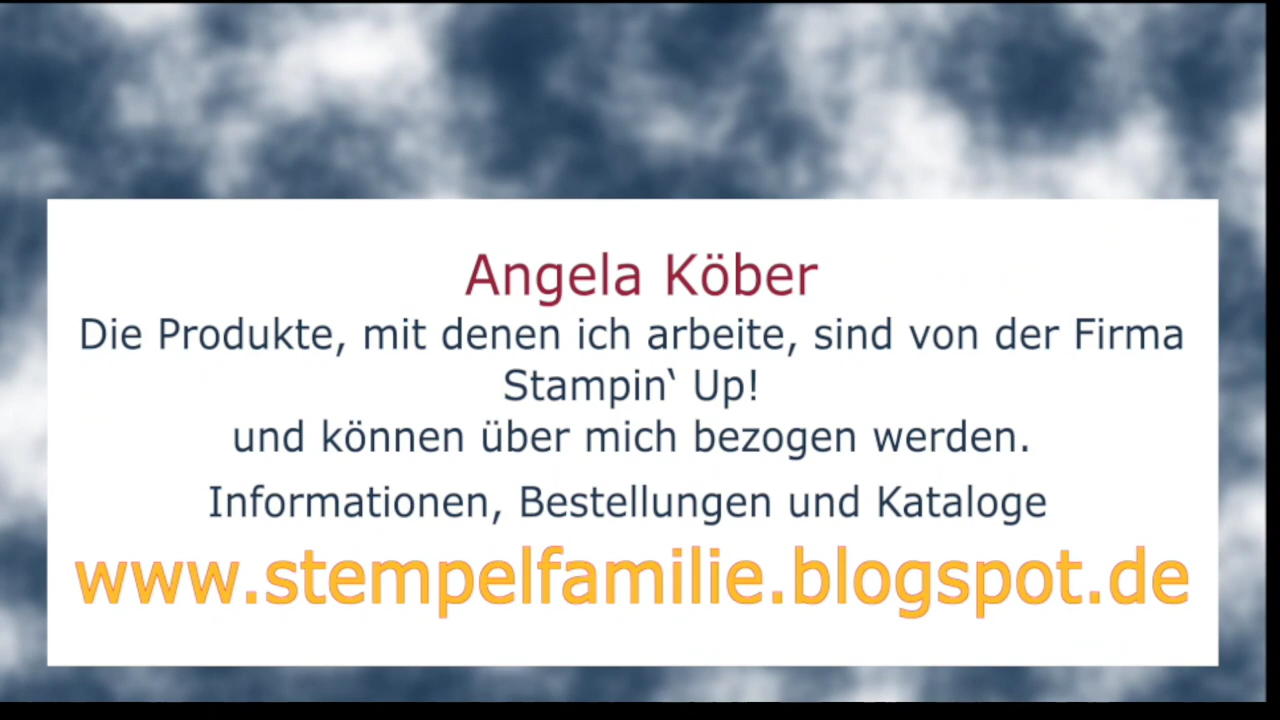 Angela Köber
Die Produkte, mit denen ich arbeite, sind von der Firma
Stampin‘ Up!
und können über mich bezogen werden.
Informationen, Bestellungen und Kataloge
www.stempelfamilie.blogspot.de